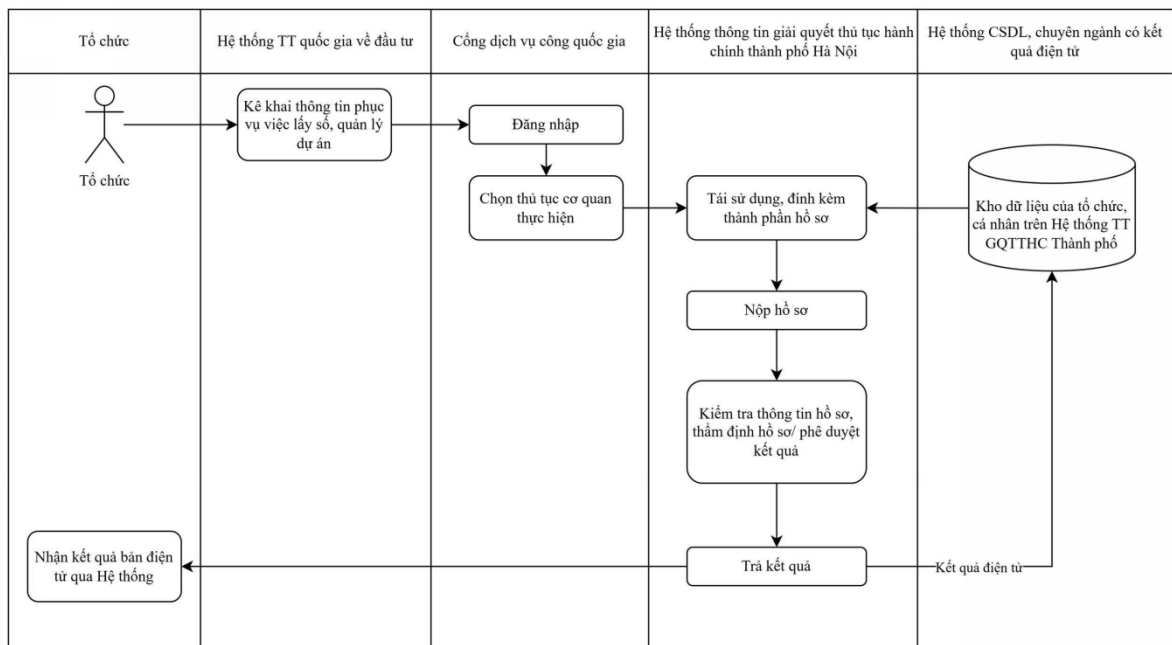 Tổ chức
Hệ thống TT quốc gia về đầu tư
Cổng dịch vụ công quốc gia
Hệ thống thông tin giải quyết thủ tục hành
chính thành phố Hà Nội
Hệ thống CSDL, chuyên ngành có kết
quả điện tử
Tổ chức
Kê khai thông tin phục
vụ việc lấy số, quản lý
dự án
Đăng nhập
Chọn thủ tục cơ quan
thực hiện
Tái sử dụng, đính kèm
thành phần hồ sơ
Kho dữ liệu của tổ chức,
cá nhân trên Hệ thống TT
GQTTHC Thành phố
Nộp hồ sơ
Kiểm tra thông tin hồ sơ,
thẩm định hồ sơ/ phê duyệt
kết quả
Nhận kết quả bản điện
tử qua Hệ thống
Trả kết quả
Kết quả điện tử